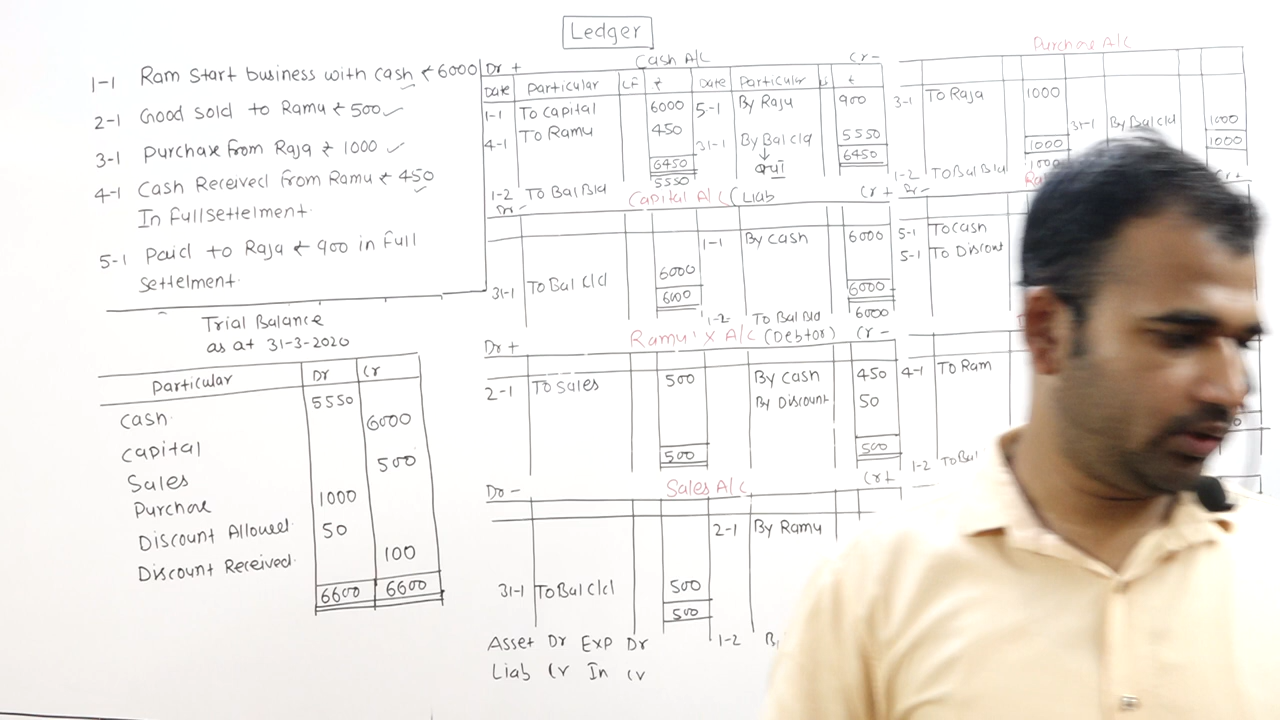 Ledger
1-1 Ram Start business with cash ₹ 6000
2-1 Good sold to Ramu ₹ 500
3-1 Purchase from Raja ₹ 1000
4-1 Cash Received from Ramu ₹ 450
In Fullsettelment
5-1 Paid to Raja ₹ 900 in full
Settelment
Trial Balance
as at 31-3-2020
Particular Dr Cr
Cash 5550
Capital 6000
Sales 500
Purchase 1000
Discount Allowed 50
Discount Received 100
6600 6600
Dr + Cash A/c Cr -
Date Particular LF ₹ Date Particular ₹
1-1 To Capital 6000 5-1 By Raju 900
4-1 To Ramu 450 31-1 By Bal c/d 5550
6450 6450
1-2 To Bal B/d 5550
Dr - Capital A/c (Liab Cr +
1-1 By Cash 6000
31-1 To Bal c/d 6000
6000 6000
1-2 To Bal B/d 6000
Dr + Ramu's A/c (Debtor) Cr -
2-1 To Sales 500 By Cash 450
By Discount 50
500 500
Dr - Sales A/c Cr +
2-1 By Ramu
31-1 To Bal c/d 500
500
1-2
Asset Dr Exp Dr
Liab Cr In Cr
Purchase A/c
3-1 To Raja 1000
31-1 By Bal c/d 1000
1000 1000
1-2 To Bal B/d
Dr -
5-1 To Cash
5-1 To Discount
4-1 To Ram
1-2 To Bal